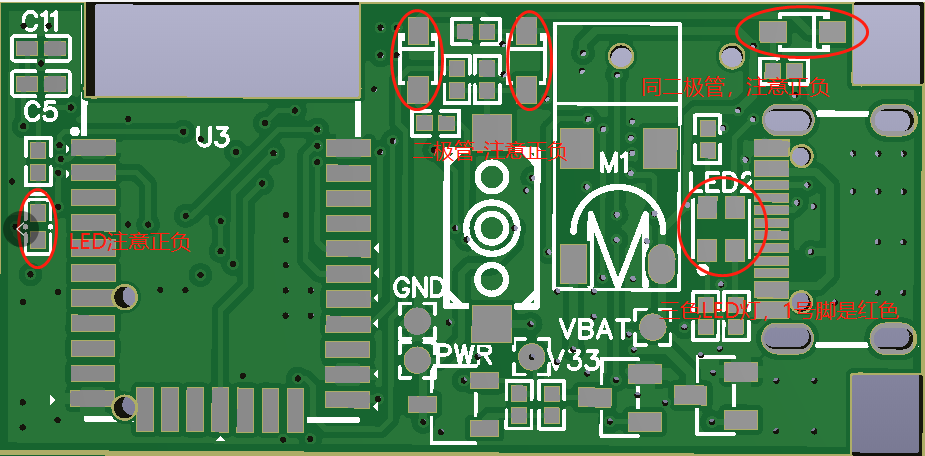 C11
C5
U3
同二极管，注意正负
极管-注意正负
M1
LED2
LED注意正负
GND
三色LED灯，1号脚是红色
VBAT
PWR
V33